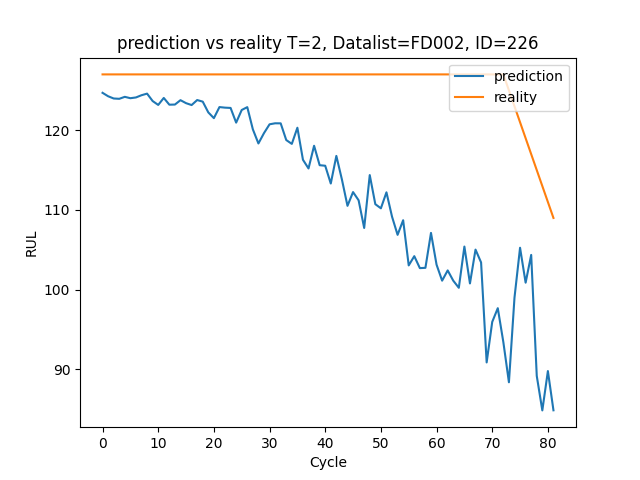 prediction vs reality T=2, Datalist=FD002, ID=226
prediction
reality
120
110
100
90
RUL
0 10 20 30 40 50 60 70 80
Cycle